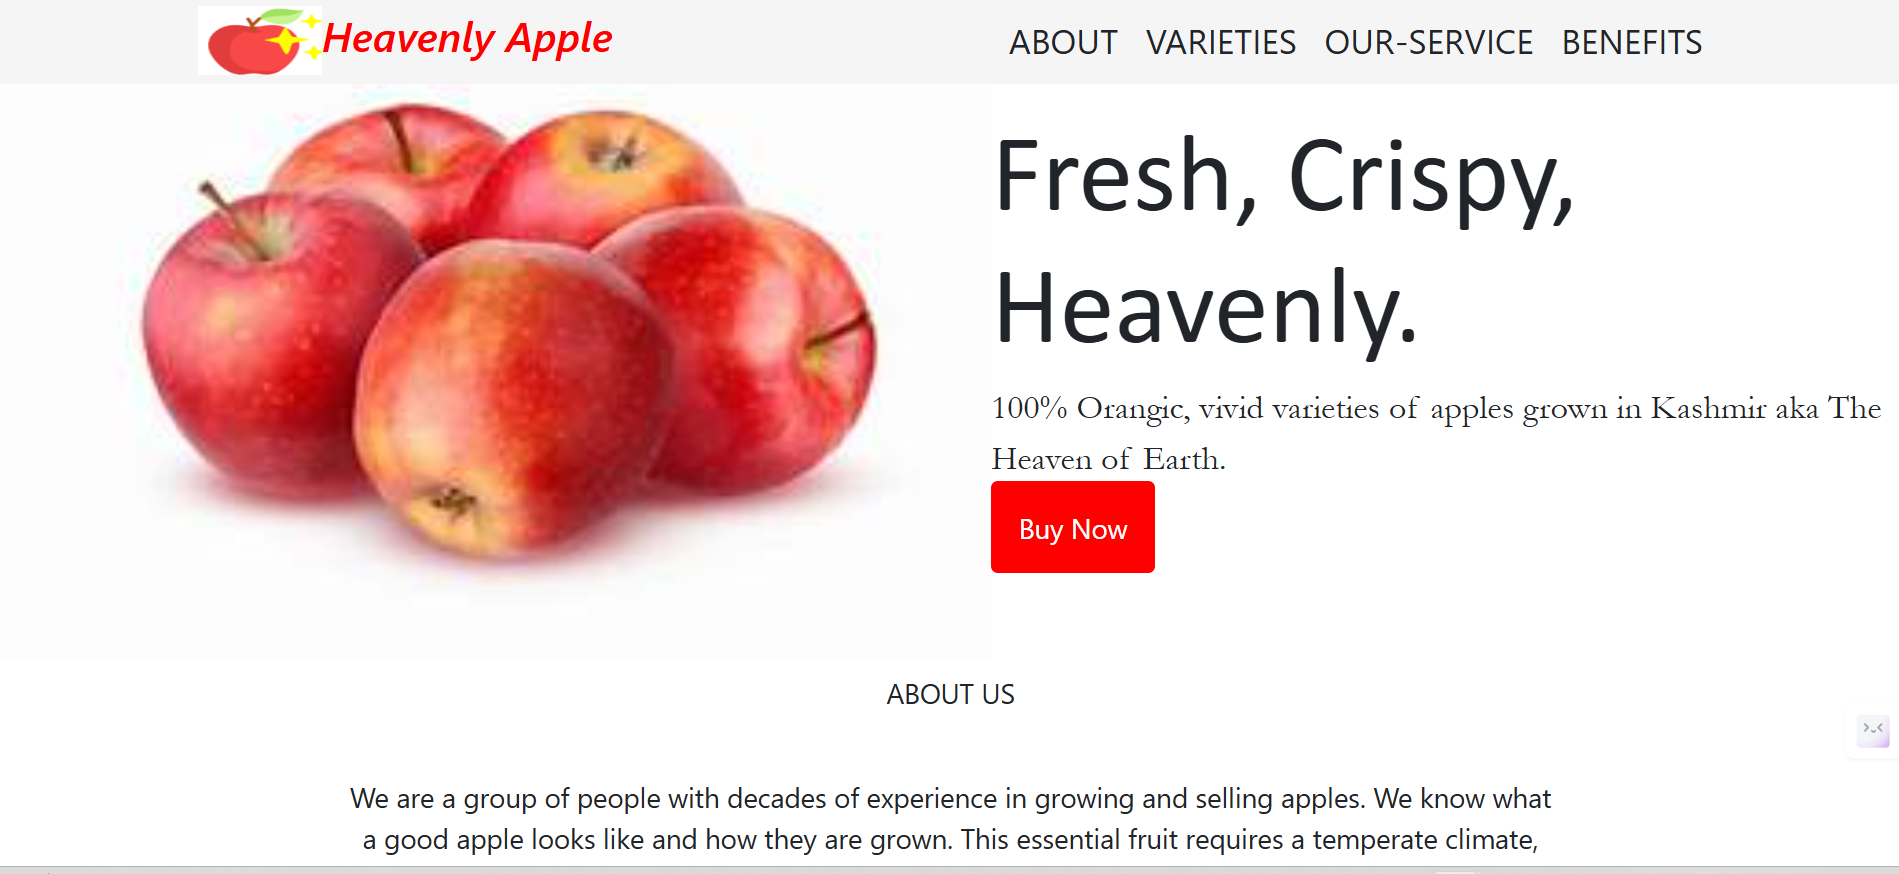 Heavenly Apple
ABOUT VARIETIES OUR-SERVICE BENEFITS
Fresh, Crispy,
Heavenly.
100% Orangic, vivid varieties of apples grown in Kashmir aka The
Heaven of Earth.
Buy Now
ABOUT US
We are a group of people with decades of experience in growing and selling apples. We know what
a good apple looks like and how they are grown. This essential fruit requires a temperate climate,